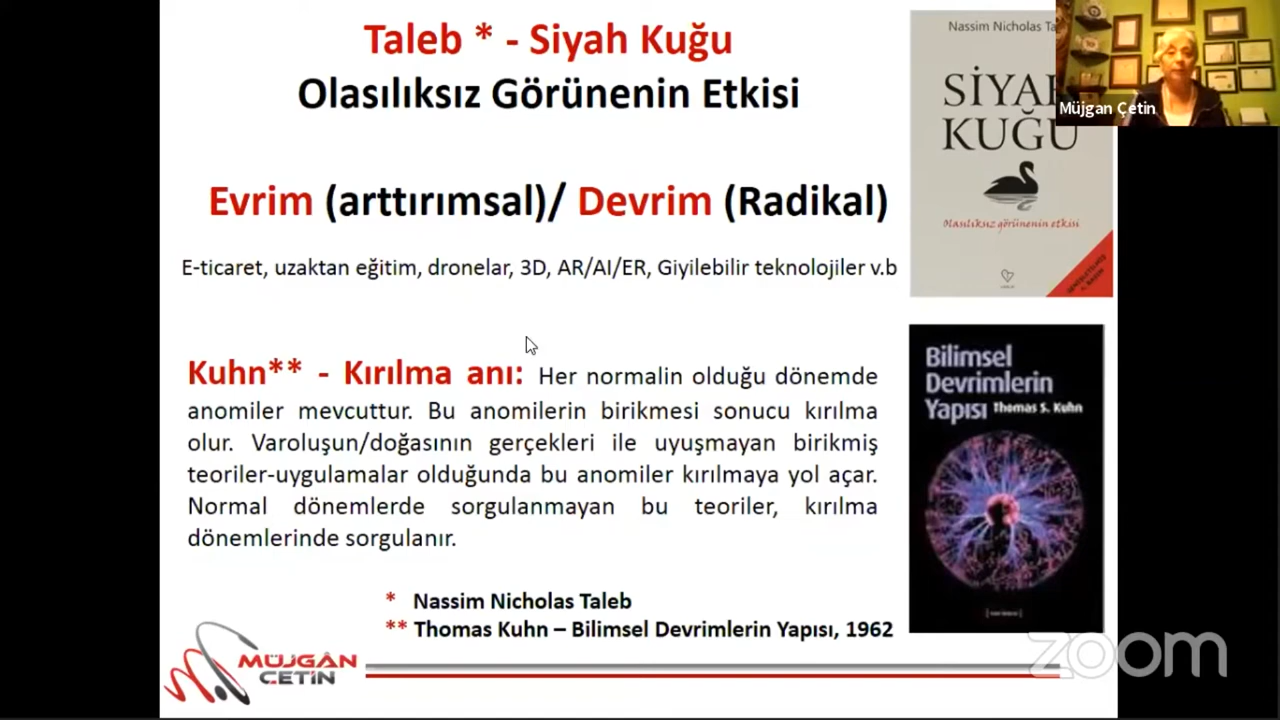 Taleb * - Siyah Kuğu
Olasılıksız Görünenin Etkisi
Evrim (arttırımsal)/ Devrim (Radikal)
E-ticaret, uzaktan eğitim, dronelar, 3D, AR/AI/ER, Giyilebilir teknolojiler v.b
Kuhn** - Kırılma anı: Her normalin olduğu dönemde
anomiler mevcuttur. Bu anomilerin birikmesi sonucu kırılma
olur. Varoluşun/doğasının gerçekleri ile uyuşmayan birikmiş
teoriler-uygulamalar olduğunda bu anomiler kırılmaya yol açar.
Normal dönemlerde sorgulanmayan bu teoriler, kırılma
dönemlerinde sorgulanır.
* Nassim Nicholas Taleb
** Thomas Kuhn – Bilimsel Devrimlerin Yapısı, 1962
MÜJGÂN
ÇETİN
Nassim Nicholas Ta
SİYAH
KUĞU
Olasılıksız görünenin etkisi
Bilimsel
Devrimlerin
Yapısı Thomas S. Kuhn
Müjgan Çetin
zoom